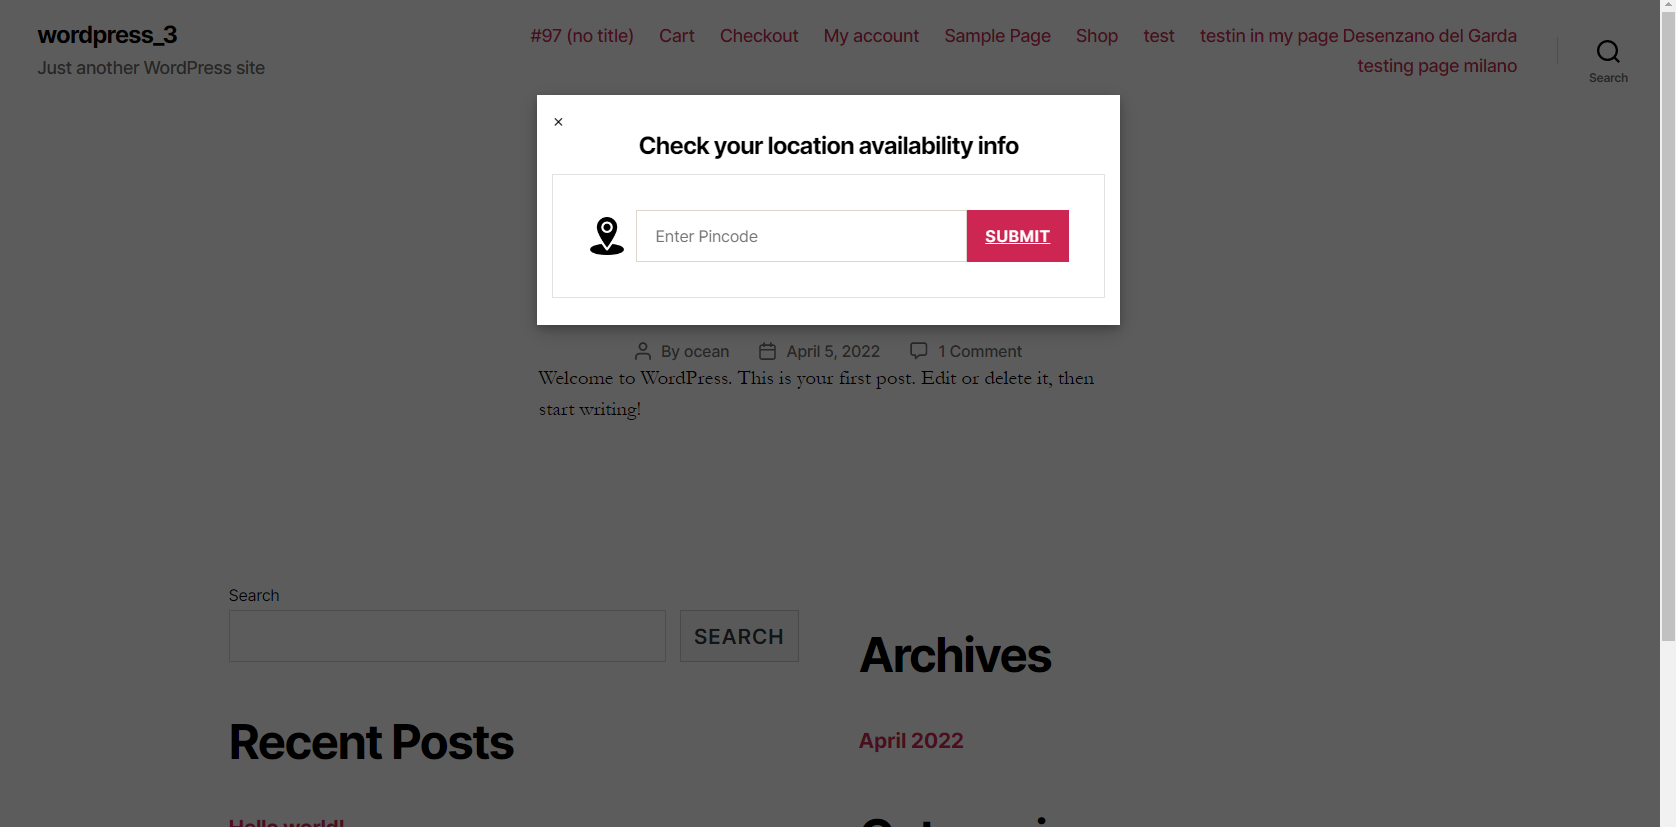 wordpress_3
Just another WordPress site
#97 (no title) Cart Checkout My account Sample Page Shop test testin in my page Desenzano del Garda
testing page milano
Search
×
Check your location availability info
Enter Pincode
SUBMIT
By ocean April 5, 2022 1 Comment
Welcome to WordPress. This is your first post. Edit or delete it, then
start writing!
Search
SEARCH
Archives
Recent Posts
April 2022
Hello world!